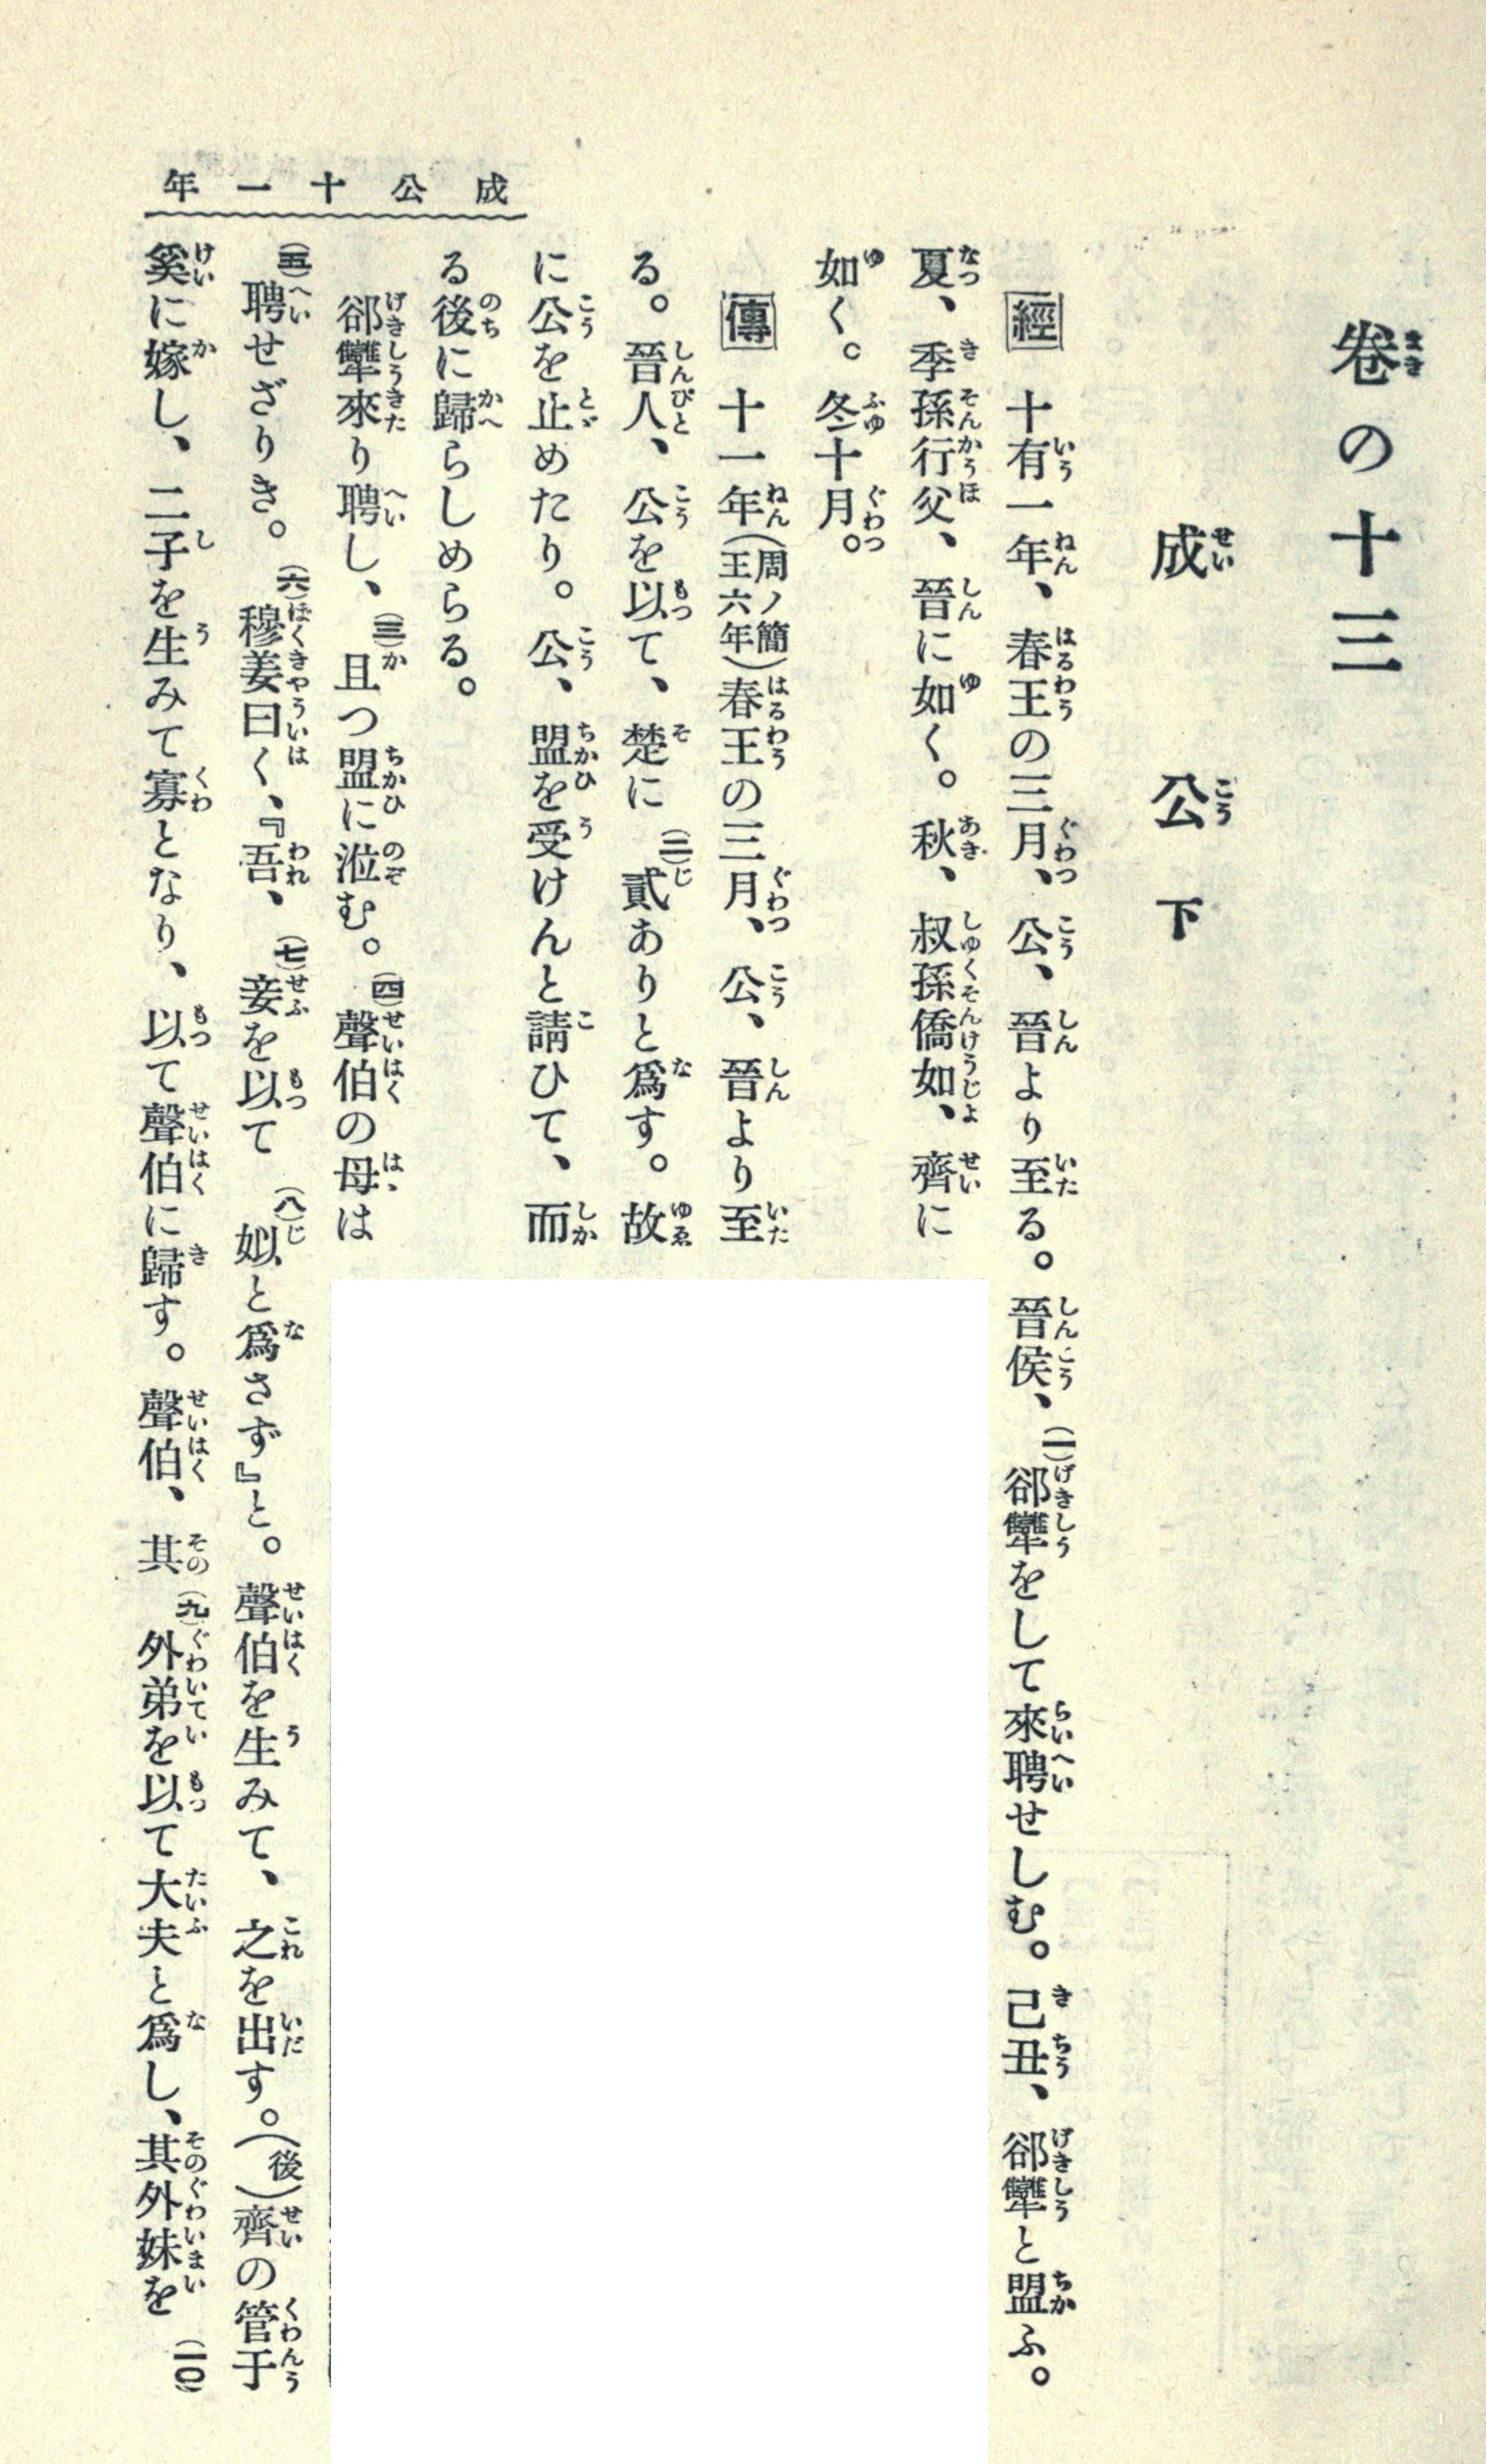 卷の十三
成公下
經 十有一年、春王の三月、公、晉より至る。晉侯、(一)郤犨をして來聘せしむ。己丑、郤犨と盟ふ。
夏、季孫行父、晉に如く。秋、叔孫僑如、齊に
如く。冬十月。
傳 十一年(周ノ簡王六年)春王の三月、公、晉より至
る。晉人、公を以て、楚に(二)貳ありと爲す。故
に公を止めたり。公、盟を受けんと請ひて、而
る後に歸らしめらる。
郤犨來り聘し、(三)且つ盟に涖む。(四)聲伯の母は
(五)聘せざりき。(六)穆姜曰く、『吾、(七)妾を以て(八)姒と爲さず』と。聲伯を生みて、之を出す。(後)齊の管于
奚に嫁し、二子を生みて寡となり、以て聲伯に歸す。聲伯、其(九)外弟を以て大夫と爲し、其外妹を(一〇)
成公十一年